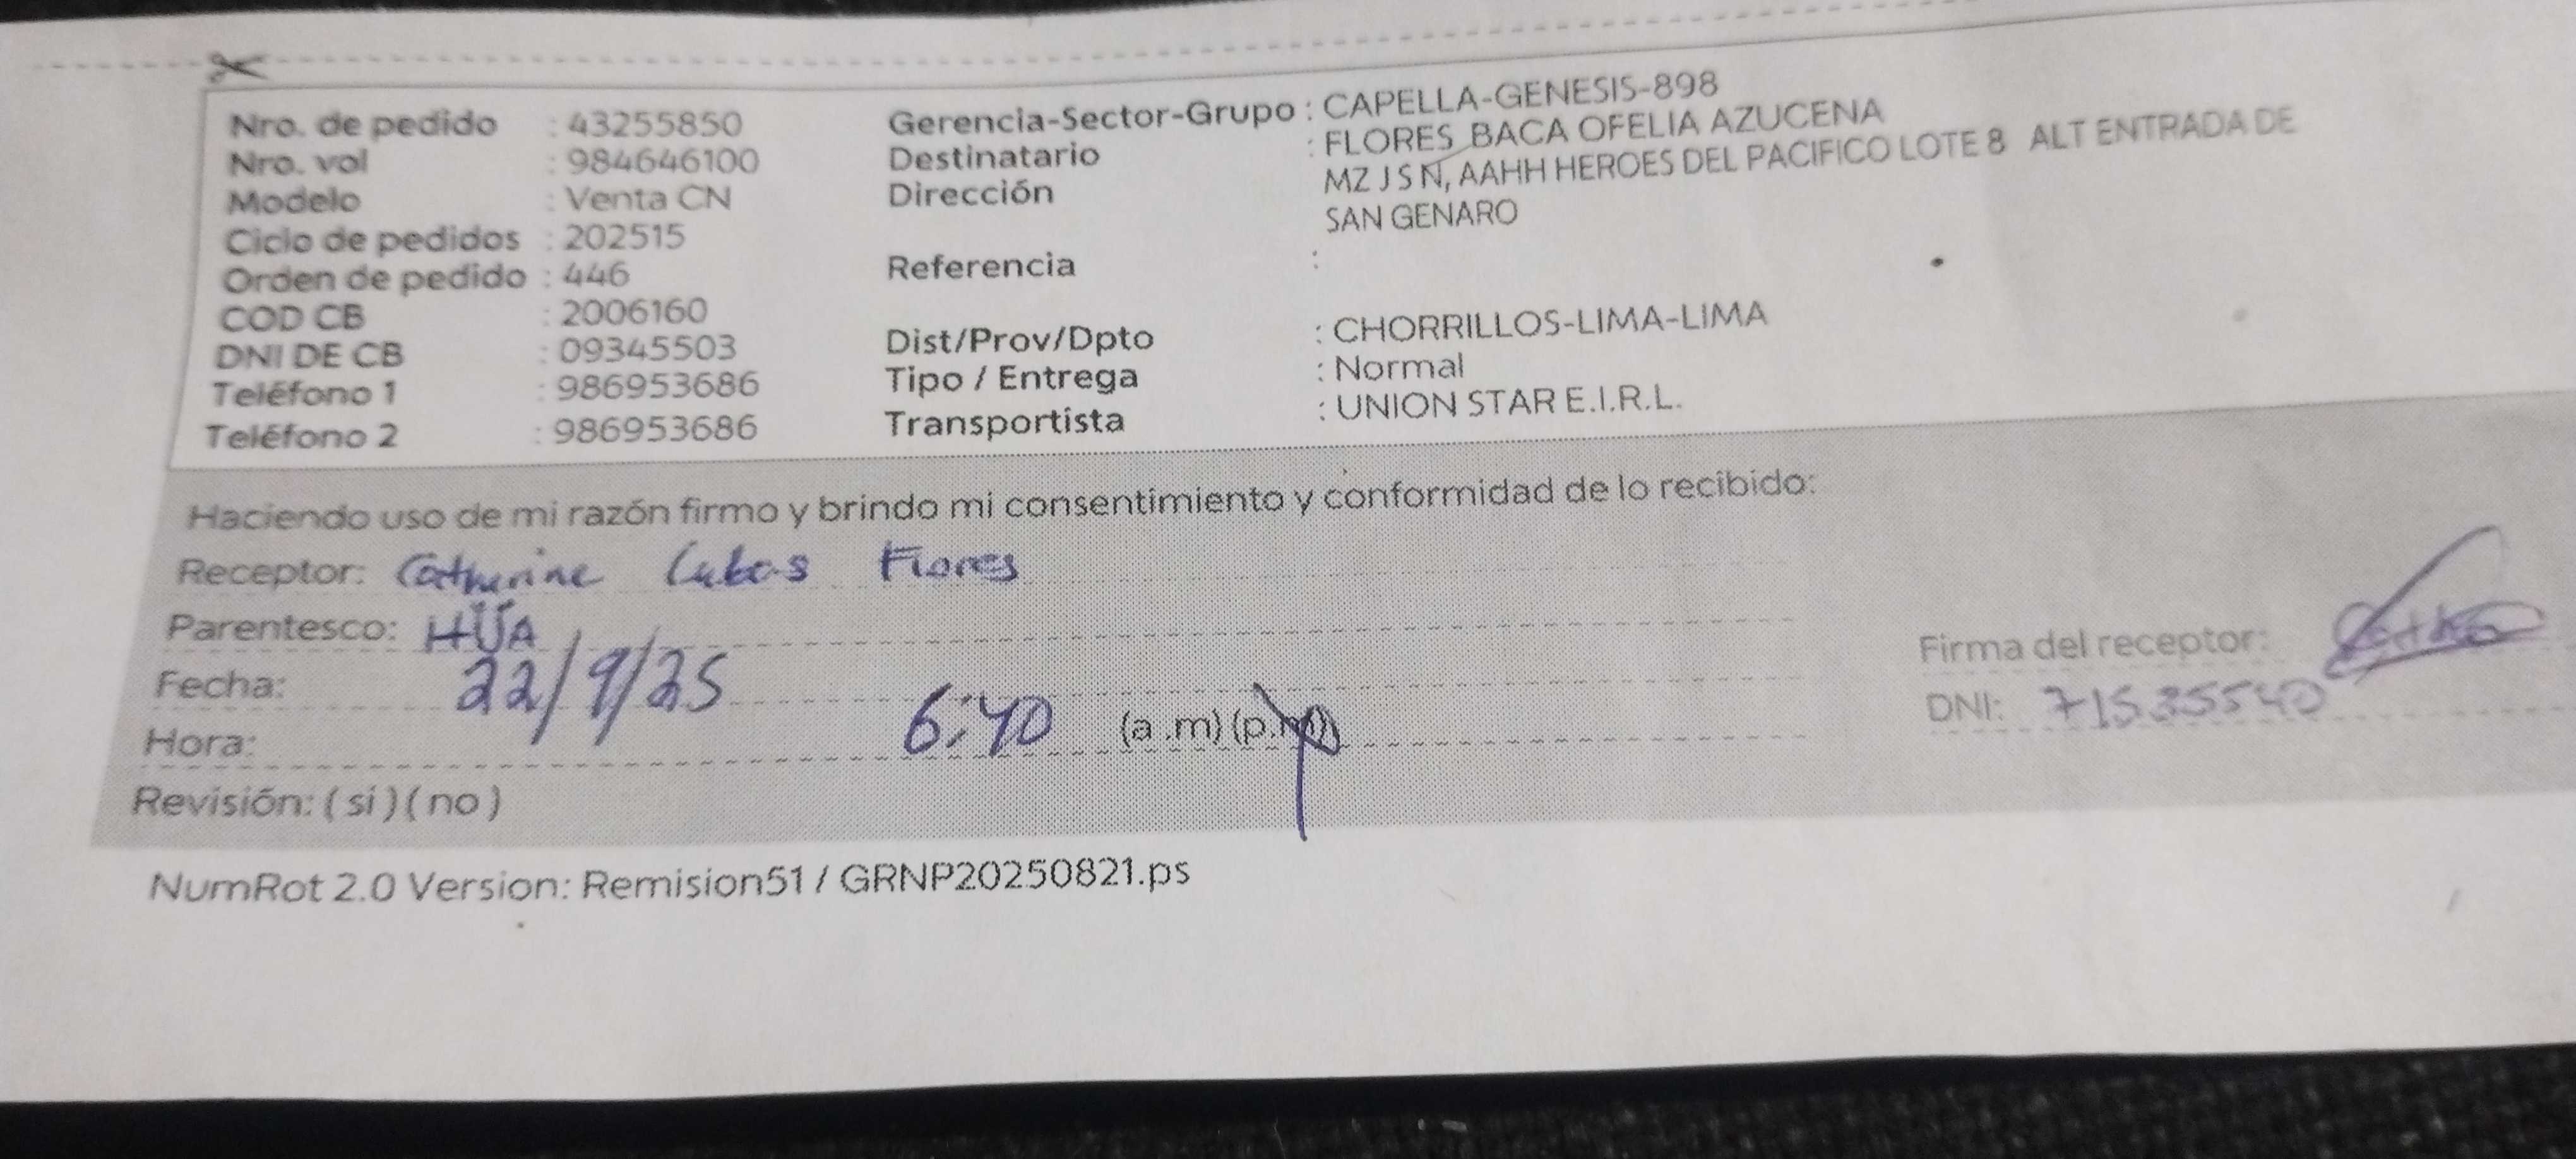 Nro. de pedido : 43255850
Nro. vol : 984646100
Modelo : Venta CN
Ciclo de pedidos : 202515
Orden de pedido : 446
COD CB : 2006160
DNI DE CB : 09345503
Teléfono 1 : 986953686
Teléfono 2 : 986953686
Gerencia-Sector-Grupo : CAPELLA-GENESIS-898
Destinatario : FLORES BACA OFELIA AZUCENA
Dirección MZ J S N, AAHH HEROES DEL PACIFICO LOTE 8 ALT ENTRADA DE
SAN GENARO
Referencia :
Dist/Prov/Dpto : CHORRILLOS-LIMA-LIMA
Tipo / Entrega : Normal
Transportista : UNION STAR E.I.R.L.
Haciendo uso de mi razón firmo y brindo mi consentimiento y conformidad de lo recibido:
Receptor: Catherine Flores
Parentesco: HIJA
Fecha: 22/9/25
Hora: 6:40 (a.m) (p.m)
Revisión: ( si ) ( no )
Firma del receptor:
DNI: 71535540
NumRot 2.0 Version: Remision51 / GRNP20250821.ps